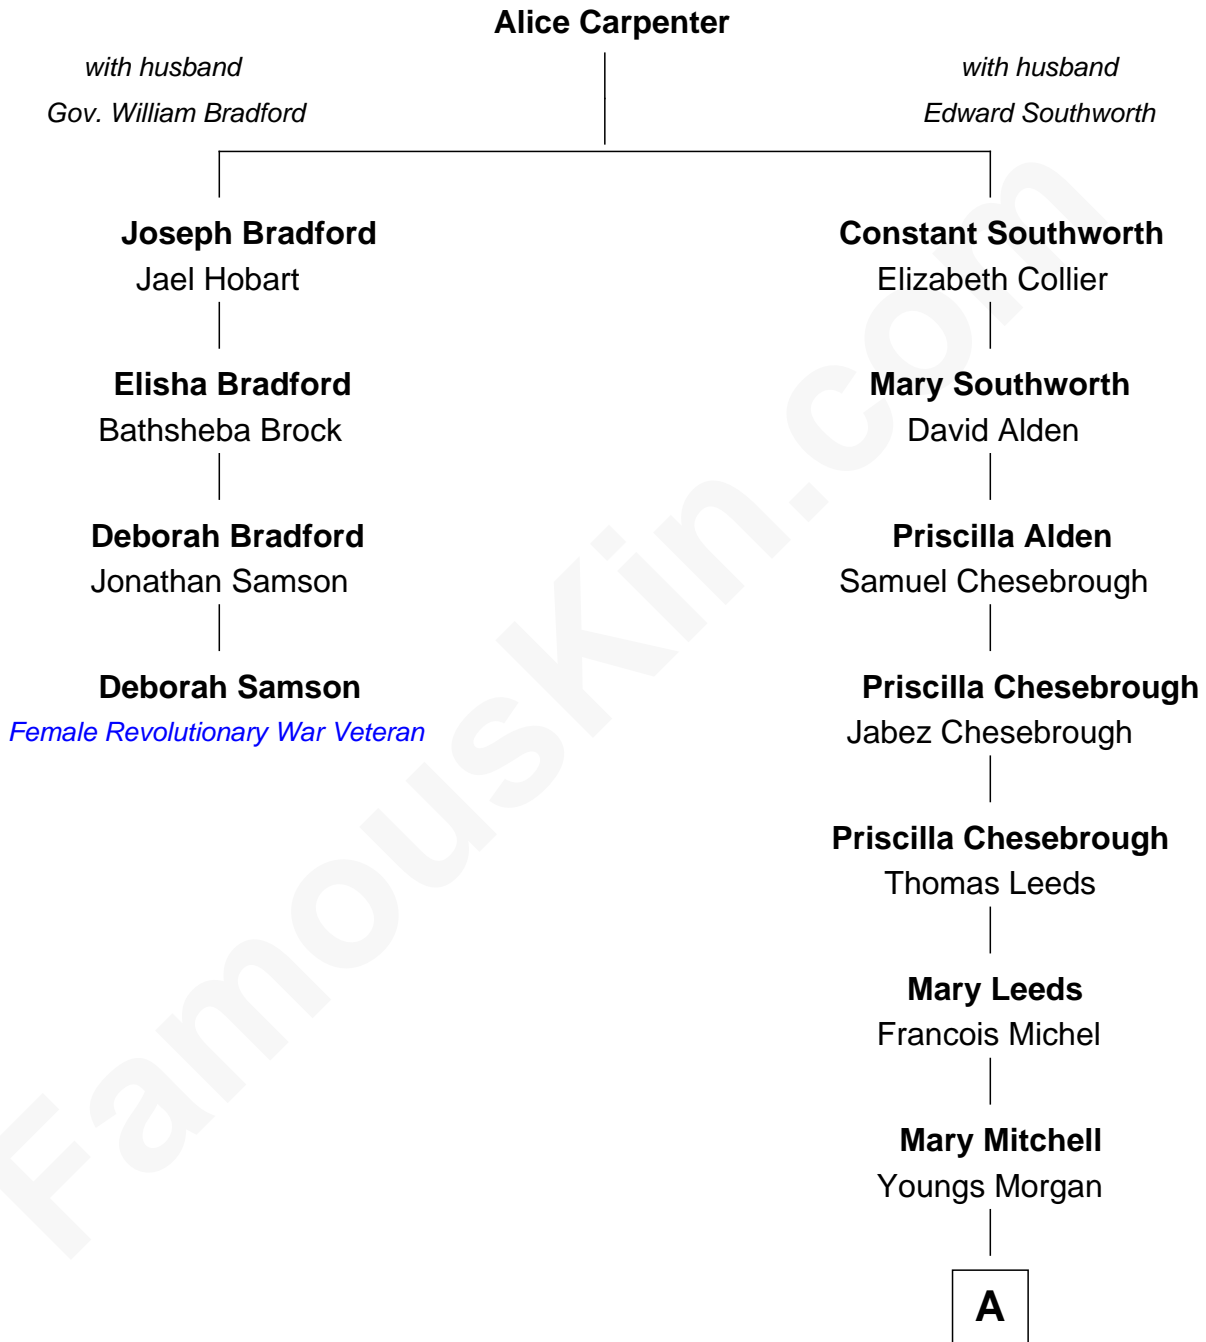 Alice Carpenter
with husband
Gov. William Bradford
with husband
Edward Southworth
Joseph Bradford
Jael Hobart
Elisha Bradford
Bathsheba Brock
Deborah Bradford
Jonathan Samson
Deborah Samson
Female Revolutionary War Veteran
Constant Southworth
Elizabeth Collier
Mary Southworth
David Alden
Priscilla Alden
Samuel Chesebrough
Priscilla Chesebrough
Jabez Chesebrough
Priscilla Chesebrough
Thomas Leeds
Mary Leeds
Francois Michel
Mary Mitchell
Youngs Morgan
A
FamousKin.com